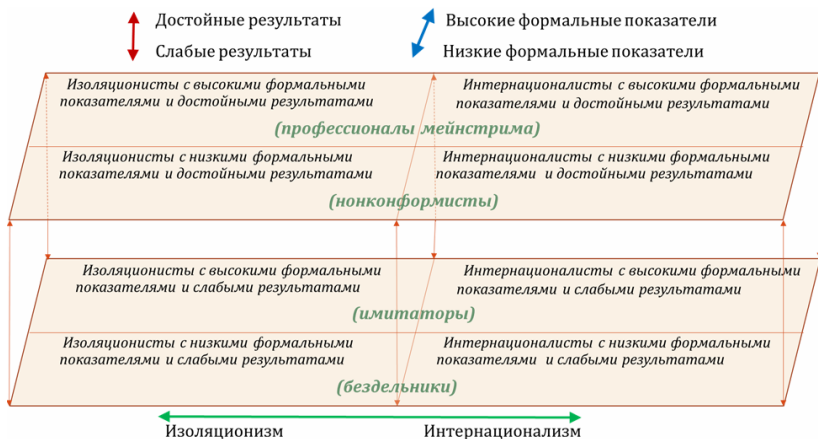 Достойные результаты
Слабые результаты
Высокие формальные показатели
Низкие формальные показатели
Изоляционисты с высокими формальными
показателями и достойными результатами
Интернационалисты с высокими формальными
показателями и достойными результатами
(профессионалы мейнстрима)
Изоляционисты с низкими формальными
показателями и достойными результатами
Интернационалисты с низкими формальными
показателями и достойными результатами
(нонконформисты)
Изоляционисты с высокими формальными
показателями и слабыми результатами
Интернационалисты с высокими формальными
показателями и слабыми результатами
(имитаторы)
Изоляционисты с низкими формальными
показателями и слабыми результатами
Интернационалисты с низкими формальными
показателями и слабыми результатами
(бездельники)
Изоляционизм
Интернационализм